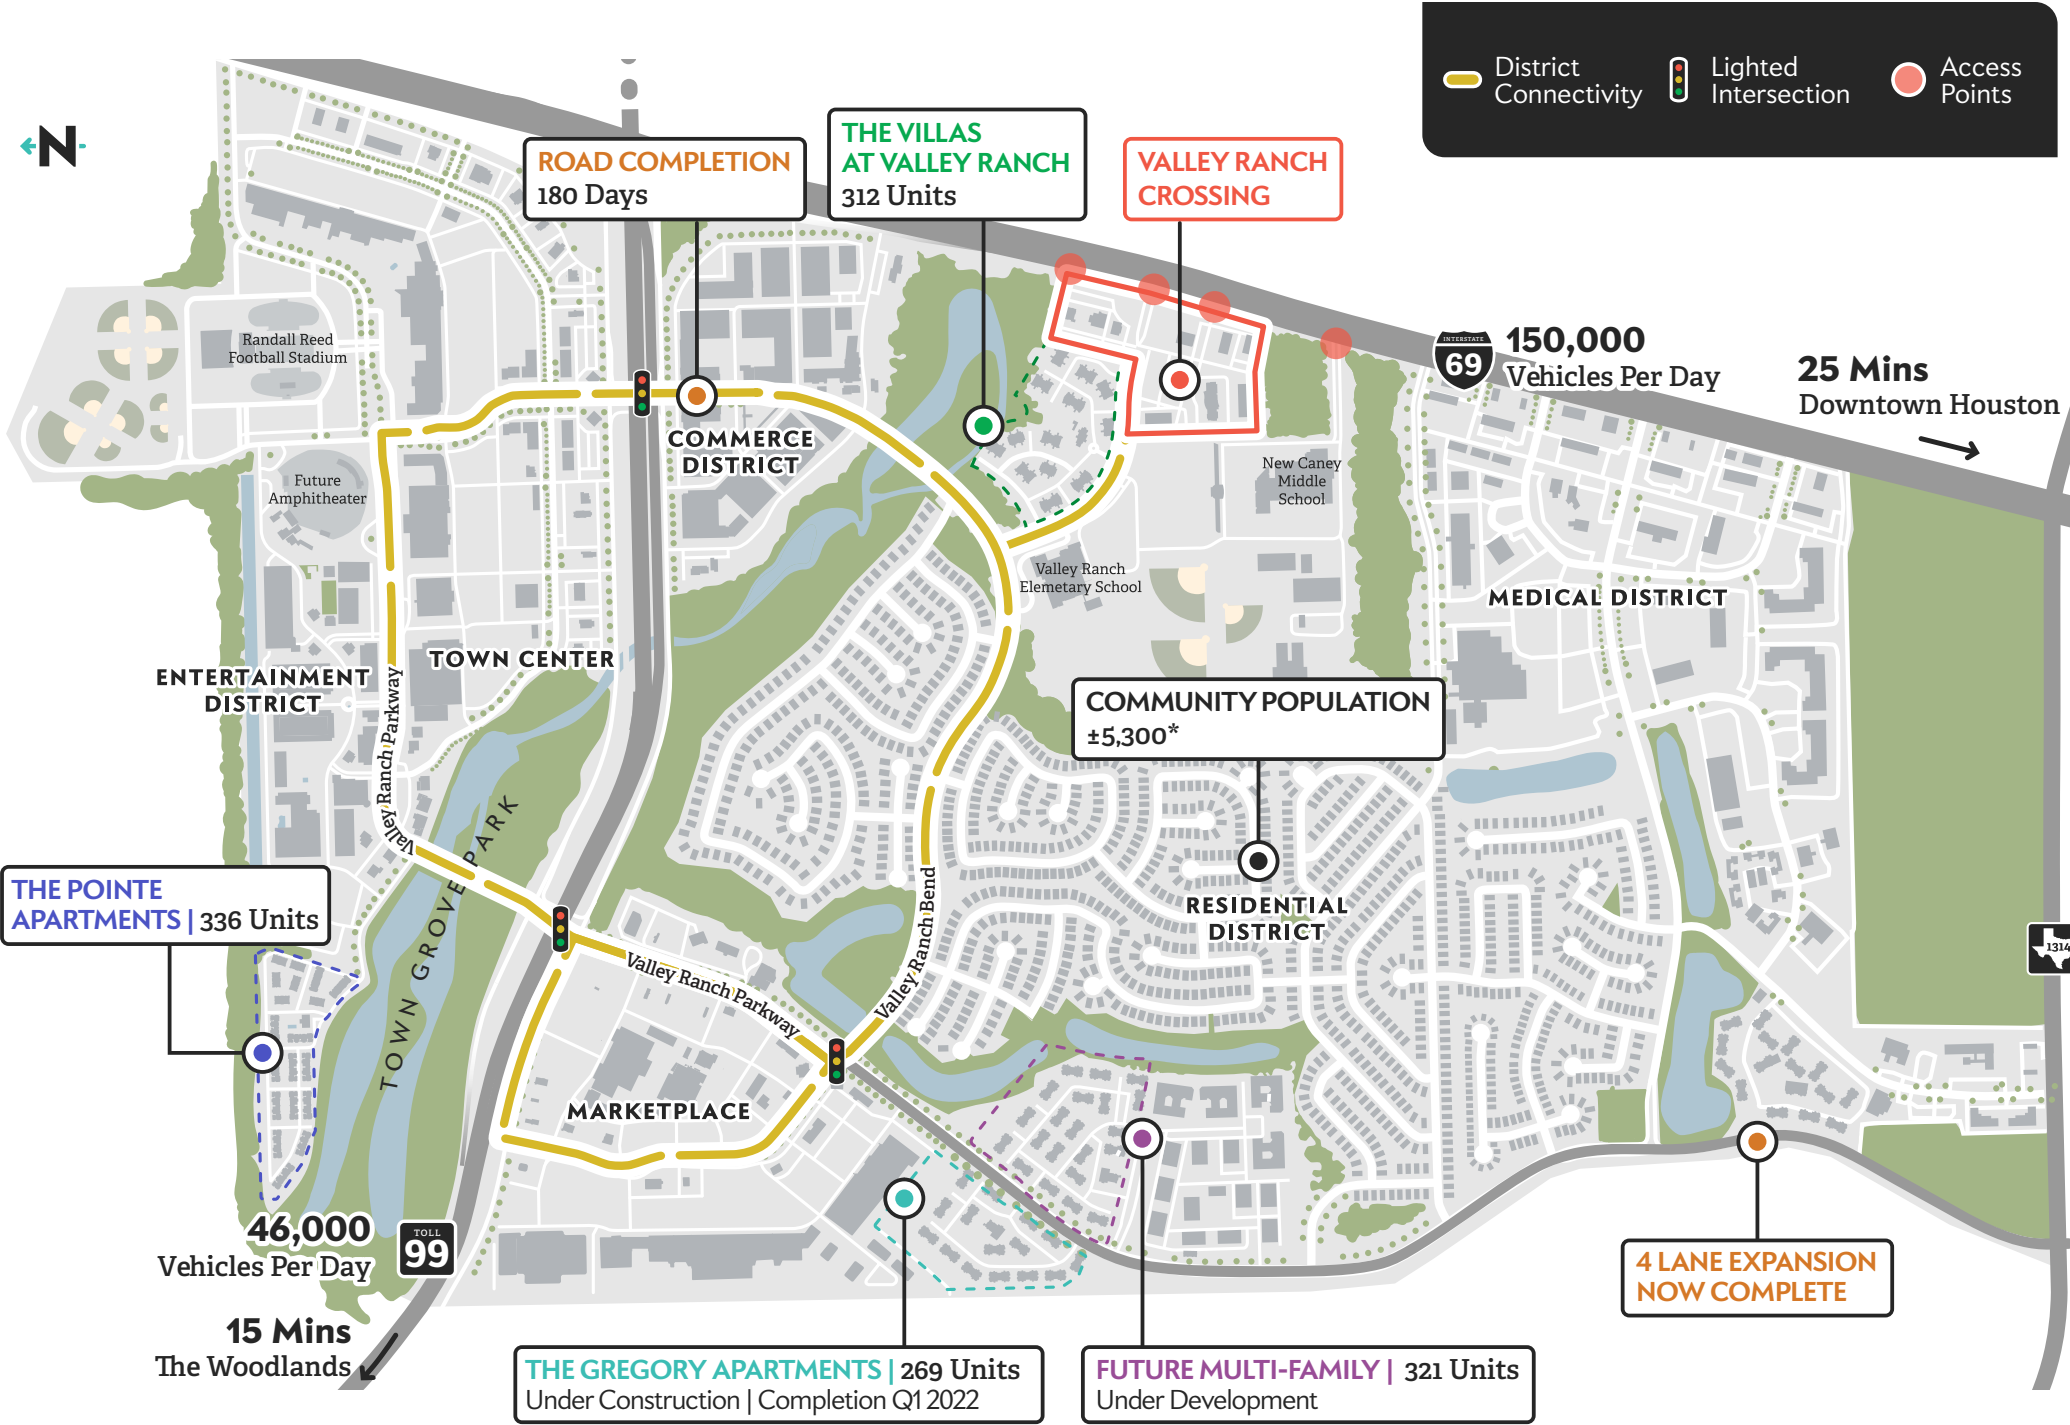 District
Connectivity
Lighted
Intersection
Access
Points
N
ROAD COMPLETION
180 Days
THE VILLAS
AT VALLEY RANCH
312 Units
VALLEY RANCH
CROSSING
Randall Reed
Football Stadium
INTERSTATE
69
150,000
Vehicles Per Day
25 Mins
Downtown Houston
COMMERCE
DISTRICT
New Caney
Middle
School
Future
Amphitheater
Valley Ranch
Elemetary School
MEDICAL DISTRICT
TOWN CENTER
ENTERTAINMENT
DISTRICT
Valley Ranch Parkway
COMMUNITY POPULATION
±5,300*
TOWN GROVE PARK
THE POINTE
APARTMENTS | 336 Units
RESIDENTIAL
DISTRICT
Valley Ranch Bend
Valley Ranch Parkway
1314
MARKETPLACE
46,000
Vehicles Per Day
TOLL
99
15 Mins
The Woodlands
4 LANE EXPANSION
NOW COMPLETE
THE GREGORY APARTMENTS | 269 Units
Under Construction | Completion Q1 2022
FUTURE MULTI-FAMILY | 321 Units
Under Development